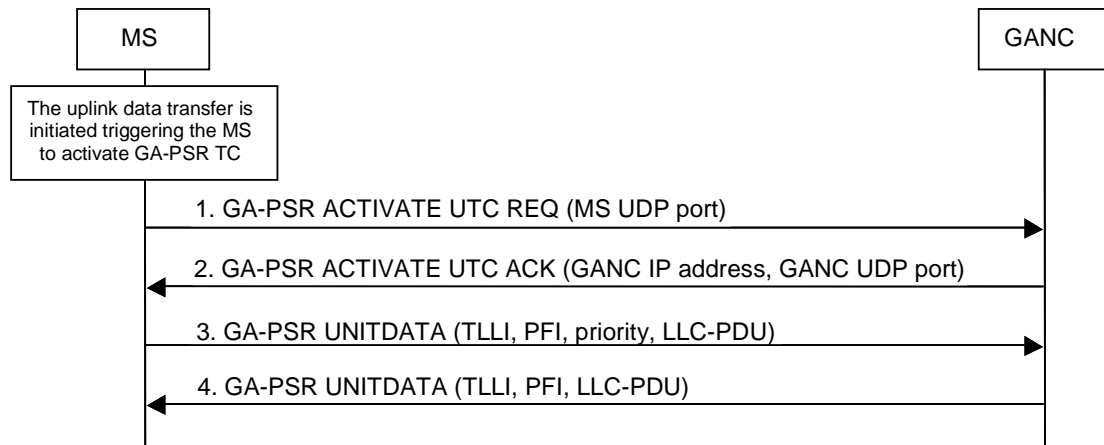 MS
GANC
The uplink data transfer is
initiated triggering the MS
to activate GA-PSR TC
1. GA-PSR ACTIVATE UTC REQ (MS UDP port)
2. GA-PSR ACTIVATE UTC ACK (GANC IP address, GANC UDP port)
3. GA-PSR UNITDATA (TLLI, PFI, priority, LLC-PDU)
4. GA-PSR UNITDATA (TLLI, PFI, LLC-PDU)